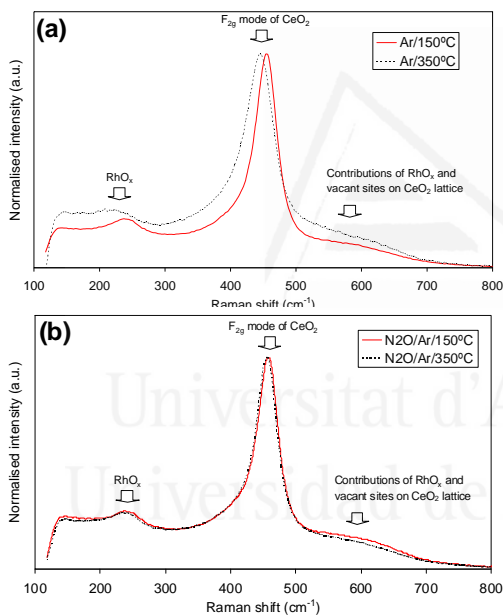 (a)
F2g mode of CeO2
Ar/150ºC
Ar/350ºC
RhOx
Contributions of RhOx and
vacant sites on CeO2 lattice
Normalised intensity (a.u.)
100 200 300 400 500 600 700 800
Raman shift (cm-1)
(b)
F2g mode of CeO2
N2O/Ar/150ºC
N2O/Ar/350ºC
RhOx
Contributions of RhOx and
vacant sites on CeO2 lattice
Normalised intensity (a.u.)
100 200 300 400 500 600 700 800
Raman shift (cm-1)
Universitat d'A
Universidad de